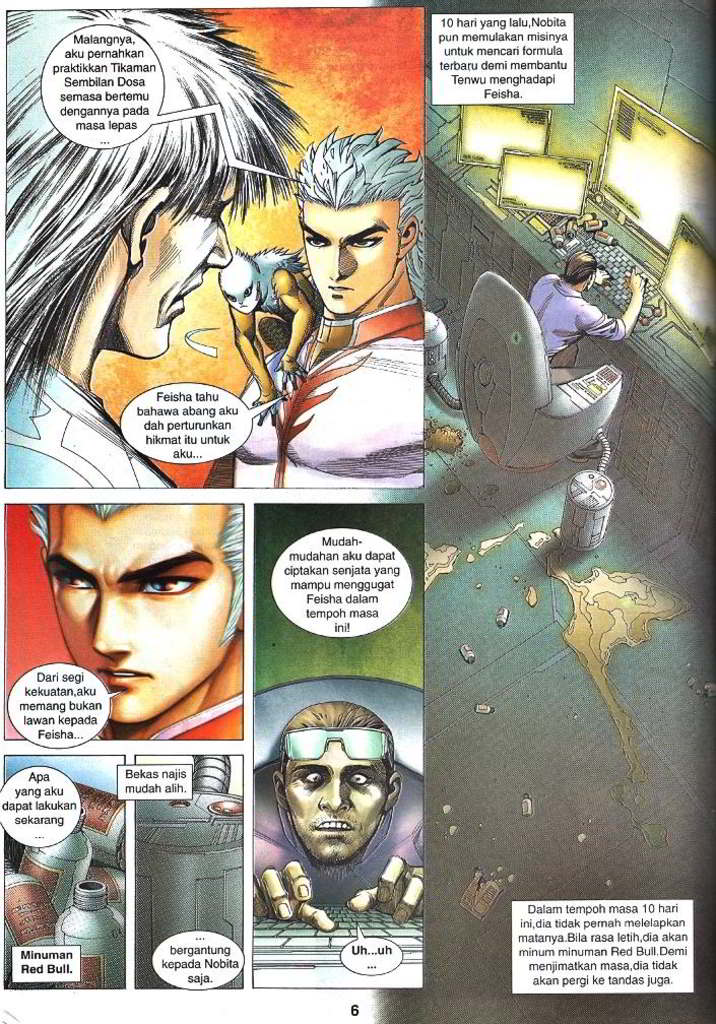 Malangnya,
aku pernahkan
praktikkan Tikaman
Sembilan Dosa
semasa bertemu
dengannya pada
masa lepas
...
Feisha tahu
bahawa abang aku
dah perturunkan
hikmat itu untuk
aku...
10 hari yang lalu,Nobita
pun memulakan misinya
untuk mencari formula
terbaru demi membantu
Tenwu menghadapi
Feisha.
Dari segi
kekuatan,aku
memang bukan
lawan kepada
Feisha...
Mudah-
mudahan aku dapat
ciptakan senjata yang
mampu menggugat
Feisha dalam
tempoh masa
ini!
Apa
yang aku
dapat lakukan
sekarang
...
Minuman
Red Bull.
Bekas najis
mudah alih.
...
bergantung
kepada Nobita
saja.
Uh...uh
...
Dalam tempoh masa 10 hari
ini,dia tidak pernah melelapkan
matanya.Bila rasa letih,dia akan
minum minuman Red Bull.Demi
menjimatkan masa,dia tidak
akan pergi ke tandas juga.
6